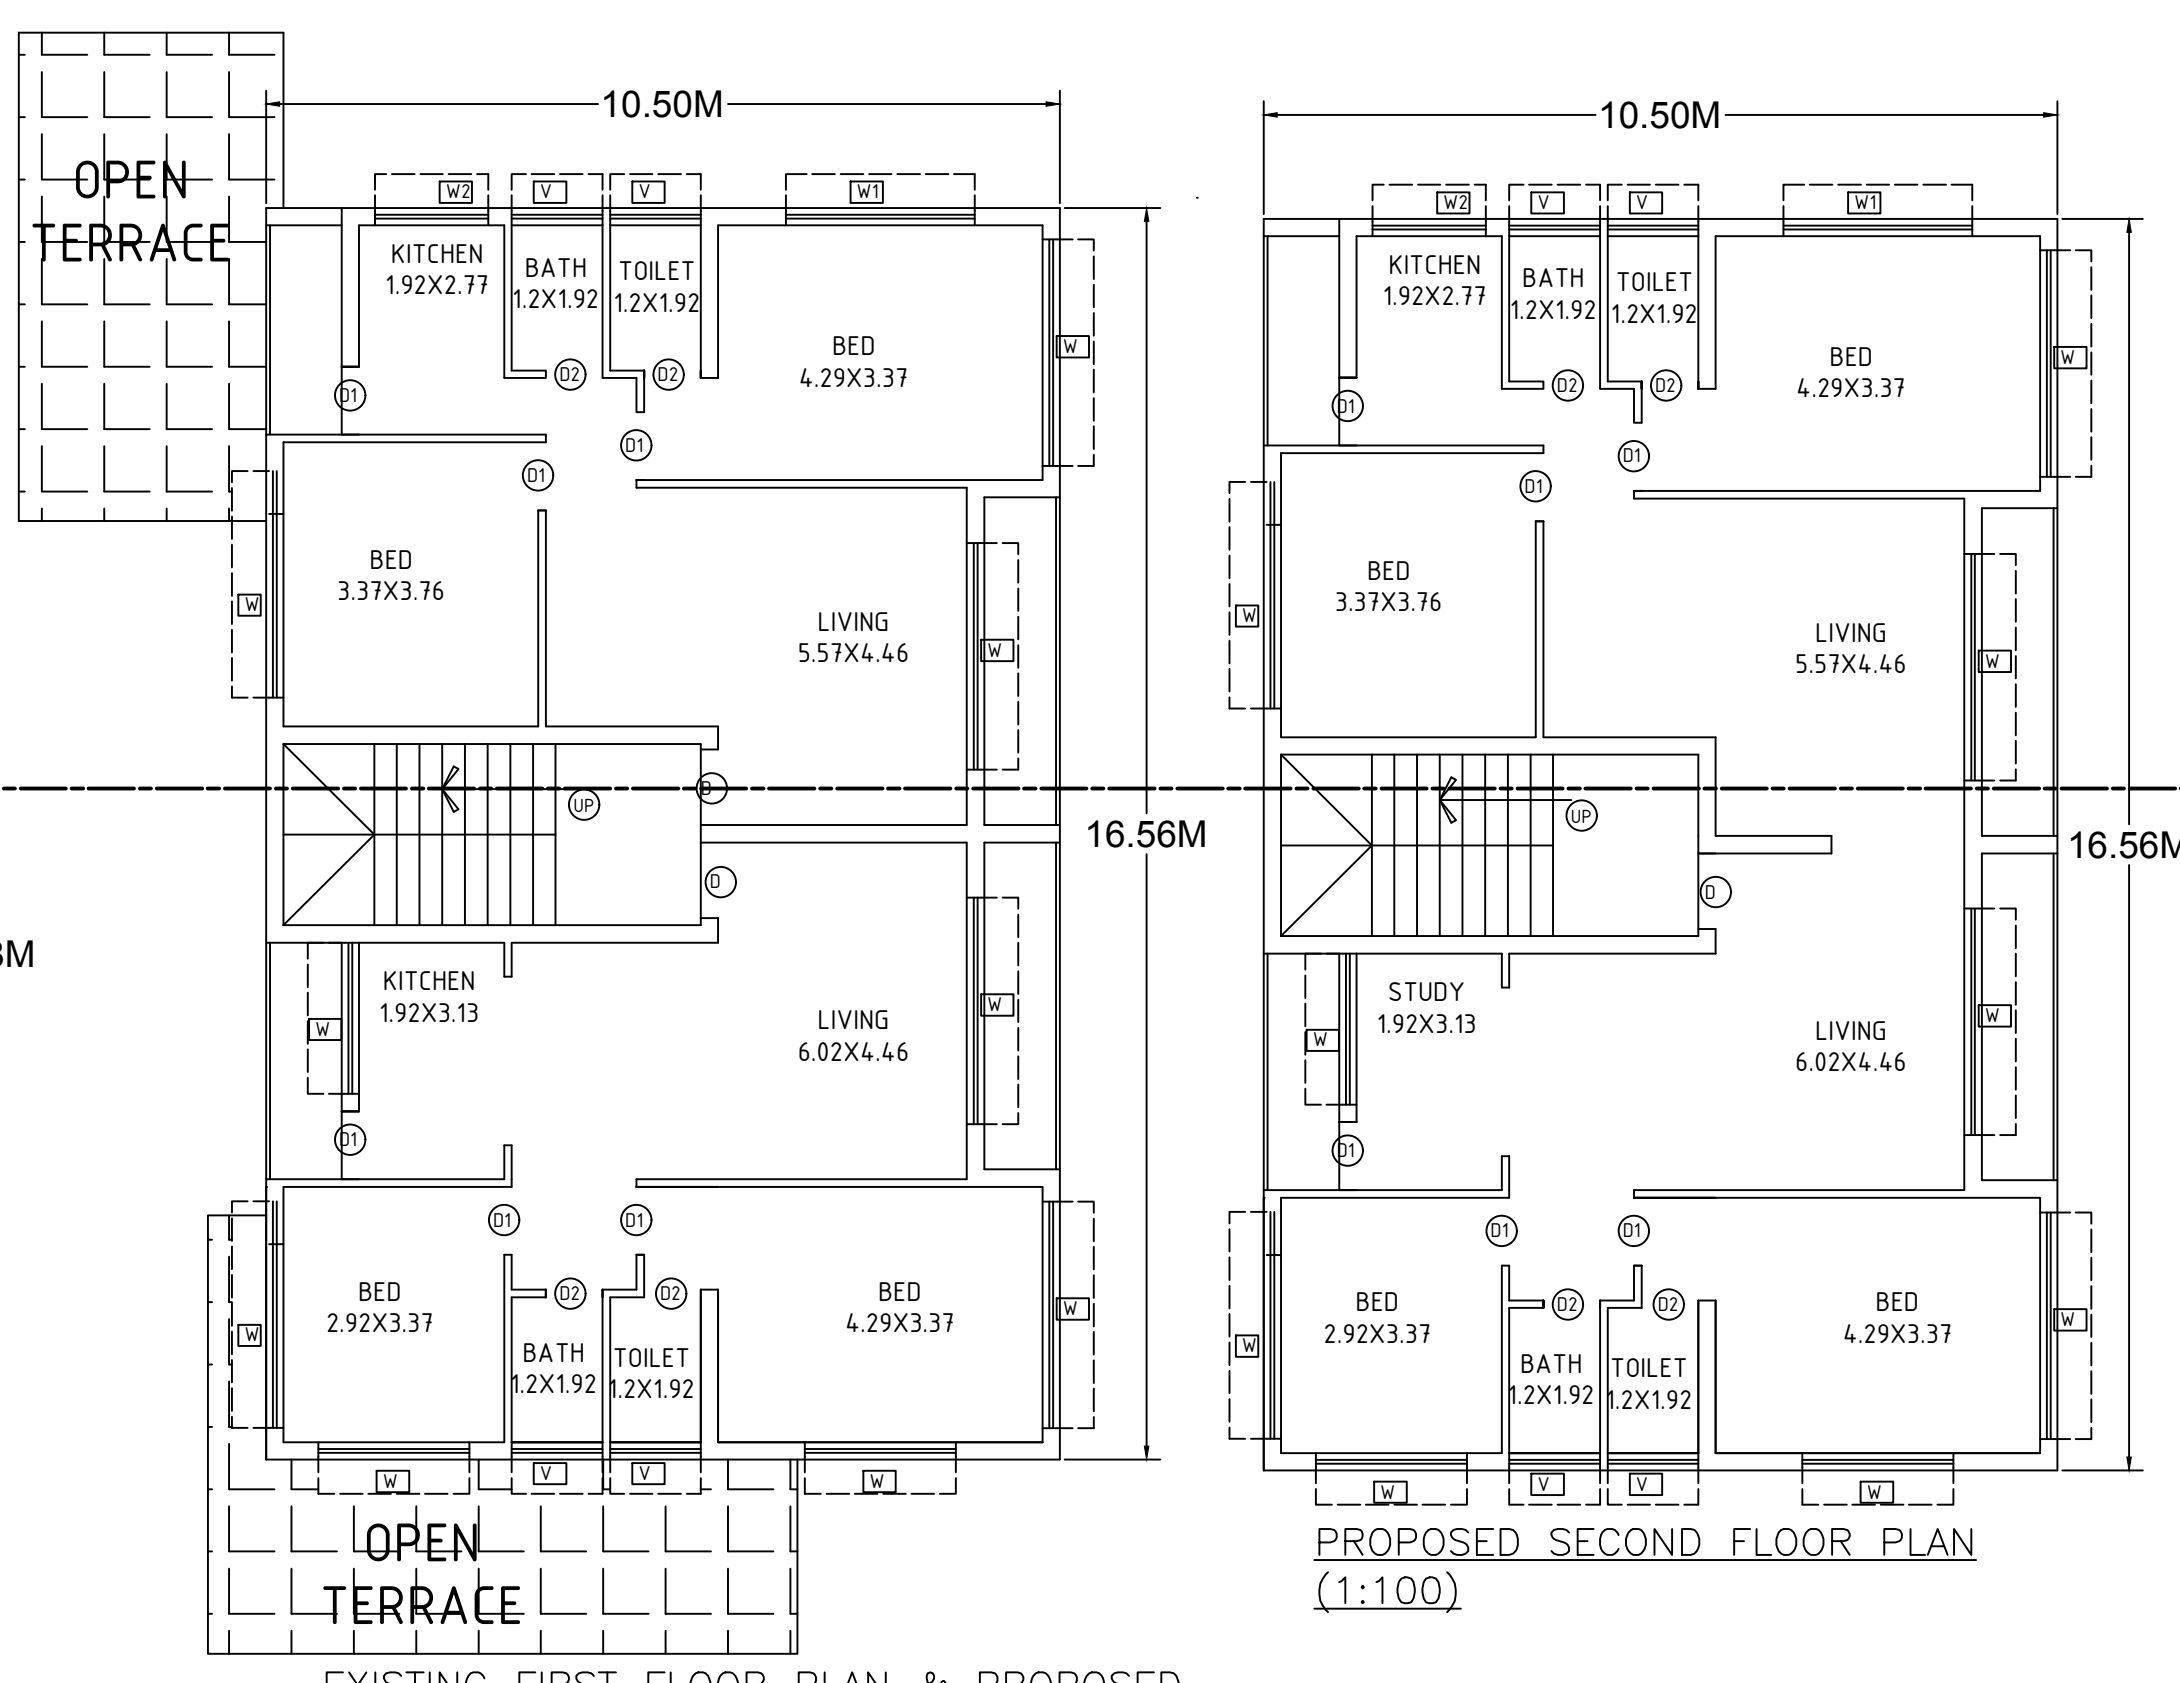 10.50M
OPEN
TERRACE
W2
V
V
W1
KITCHEN
1.92X2.77
BATH
1.2X1.92
TOILET
1.2X1.92
BED
4.29X3.37
W
D1
D2
D2
D1
D1
BED
3.37X3.76
W
LIVING
5.57X4.46
W
UP
D
16.56M
D
KITCHEN
1.92X3.13
W
LIVING
6.02X4.46
W
D1
D1
D1
BED
2.92X3.37
W
D2
D2
BATH
1.2X1.92
TOILET
1.2X1.92
BED
4.29X3.37
W
W
V
V
W
OPEN
TERRACE
EXISTING FIRST FLOOR PLAN & PROPOSED
10.50M
W2
V
V
W1
KITCHEN
1.92X2.77
BATH
1.2X1.92
TOILET
1.2X1.92
BED
4.29X3.37
W
D1
D2
D2
D1
D1
BED
3.37X3.76
W
LIVING
5.57X4.46
W
UP
16.56M
D
STUDY
1.92X3.13
W
LIVING
6.02X4.46
W
D1
D1
D1
BED
2.92X3.37
W
D2
D2
BATH
1.2X1.92
TOILET
1.2X1.92
BED
4.29X3.37
W
W
V
V
W
PROPOSED SECOND FLOOR PLAN
(1:100)